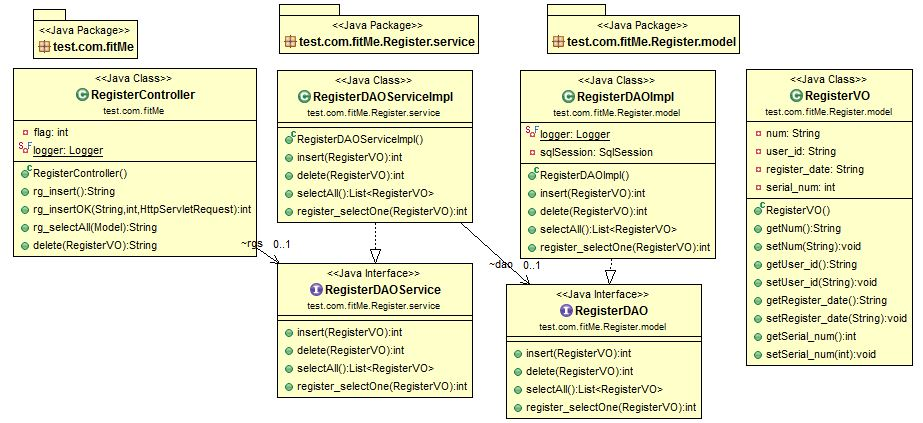 <<Java Package>>
test.com.fitMe
<<Java Package>>
test.com.fitMe.Register.service
<<Java Package>>
test.com.fitMe.Register.model
<<Java Class>>
RegisterController
test.com.fitMe
flag: int
logger: Logger
RegisterController()
rg_insert():String
rg_insertOK(String,int,HttpServletRequest):int
rg_selectAll(Model):String
delete(RegisterVO):String
<<Java Class>>
RegisterDAOServiceImpl
test.com.fitMe.Register.service
RegisterDAOServiceImpl()
insert(RegisterVO):int
delete(RegisterVO):int
selectAll():List<RegisterVO>
register_selectOne(RegisterVO):int
<<Java Class>>
RegisterDAOImpl
test.com.fitMe.Register.model
logger: Logger
sqlSession: SqlSession
RegisterDAOImpl()
insert(RegisterVO):int
delete(RegisterVO):int
selectAll():List<RegisterVO>
register_selectOne(RegisterVO):int
<<Java Class>>
RegisterVO
test.com.fitMe.Register.model
num: String
user_id: String
register_date: String
serial_num: int
RegisterVO()
getNum():String
setNum(String):void
getUser_id():String
setUser_id(String):void
getRegister_date():String
setRegister_date(String):void
getSerial_num():int
setSerial_num(int):void
~rgs 0..1
~dao 0..1
<<Java Interface>>
RegisterDAOService
test.com.fitMe.Register.service
insert(RegisterVO):int
delete(RegisterVO):int
selectAll():List<RegisterVO>
register_selectOne(RegisterVO):int
<<Java Interface>>
RegisterDAO
test.com.fitMe.Register.model
insert(RegisterVO):int
delete(RegisterVO):int
selectAll():List<RegisterVO>
register_selectOne(RegisterVO):int